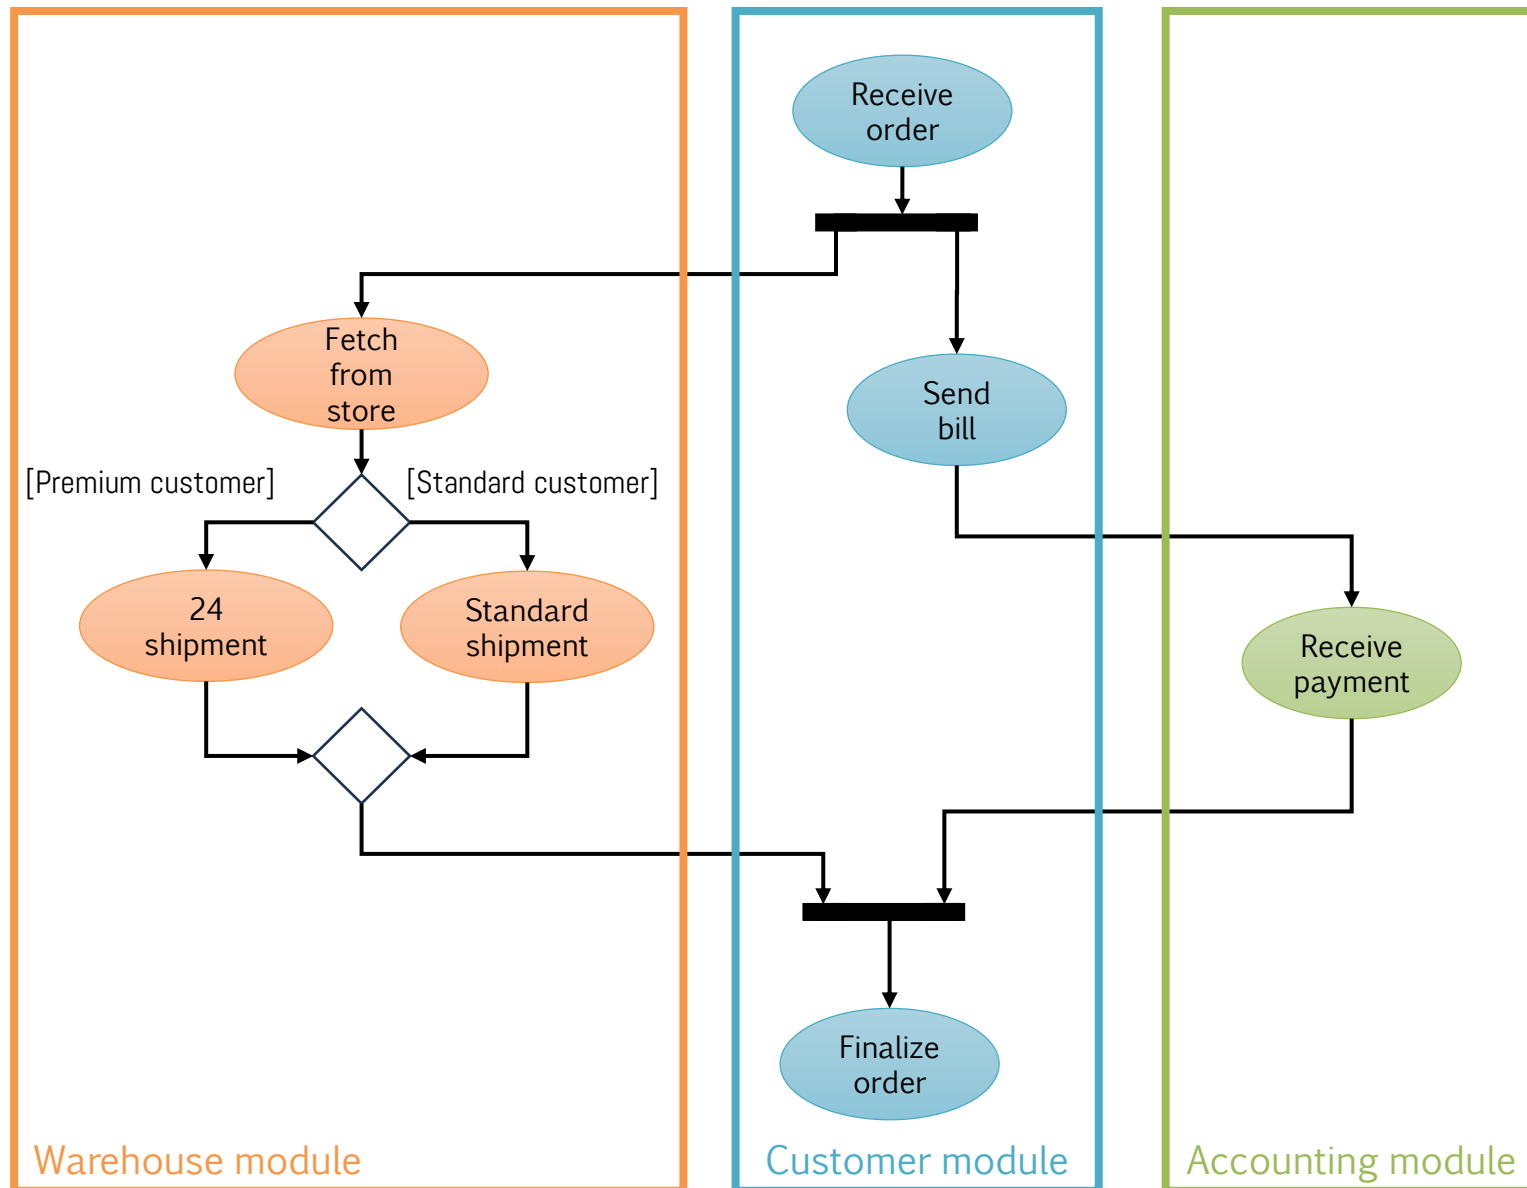 Receive
order
Fetch
from
store
Send
bill
[Premium customer]
[Standard customer]
24
shipment
Standard
shipment
Receive
payment
Finalize
order
Warehouse module
Customer module
Accounting module